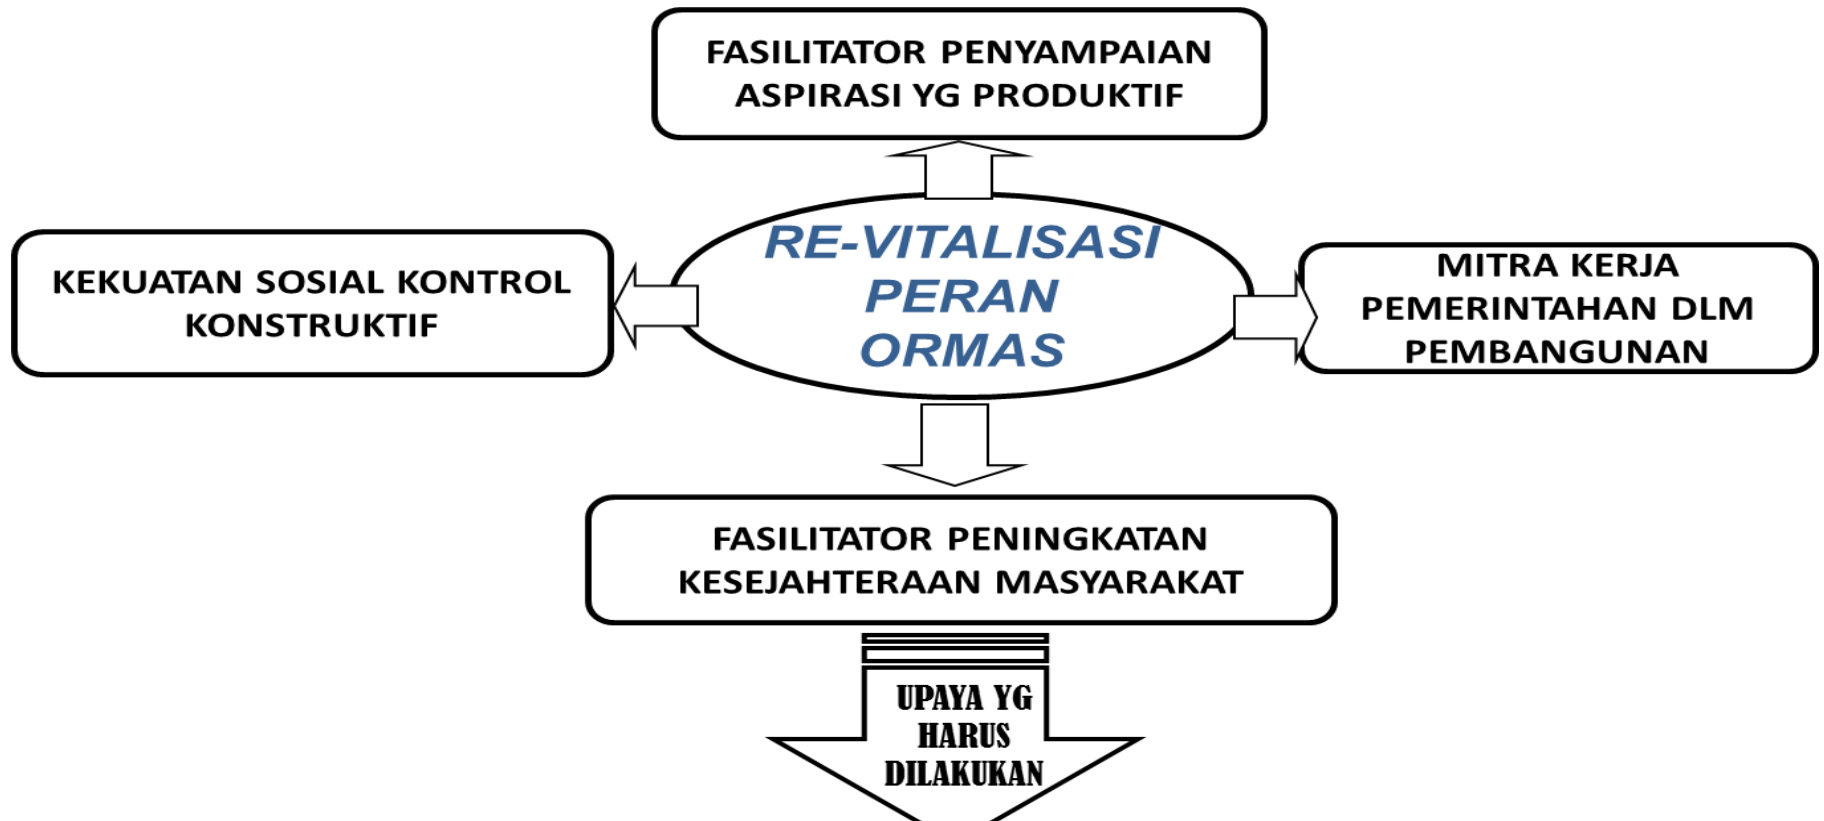 FASILITATOR PENYAMPAIAN
ASPIRASI YG PRODUKTIF
KEKUATAN SOSIAL KONTROL
KONSTRUKTIF
RE-VITALISASI
PERAN
ORMAS
MITRA KERJA
PEMERINTAHAN DLM
PEMBANGUNAN
FASILITATOR PENINGKATAN
KESEJAHTERAAN MASYARAKAT
UPAYA YG
HARUS
DILAKUKAN